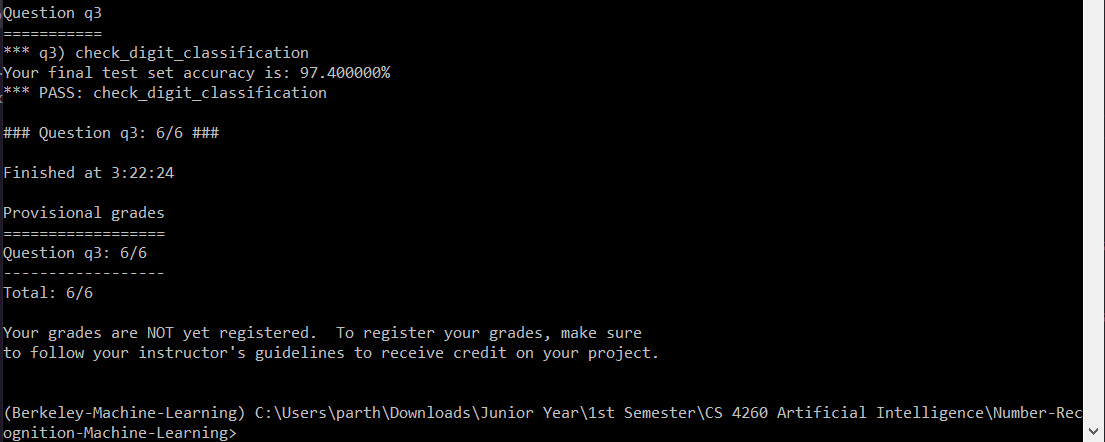 Question q3
===========
*** q3) check_digit_classification
Your final test set accuracy is: 97.400000%
*** PASS: check_digit_classification
### Question q3: 6/6 ###
Finished at 3:22:24
Provisional grades
==================
Question q3: 6/6
------------------
Total: 6/6
Your grades are NOT yet registered.  To register your grades, make sure
to follow your instructor's guidelines to receive credit on your project.
(Berkeley-Machine-Learning) C:\Users\parth\Downloads\Junior Year\1st Semester\CS 4260 Artificial Intelligence\Number-Rec
ognition-Machine-Learning>